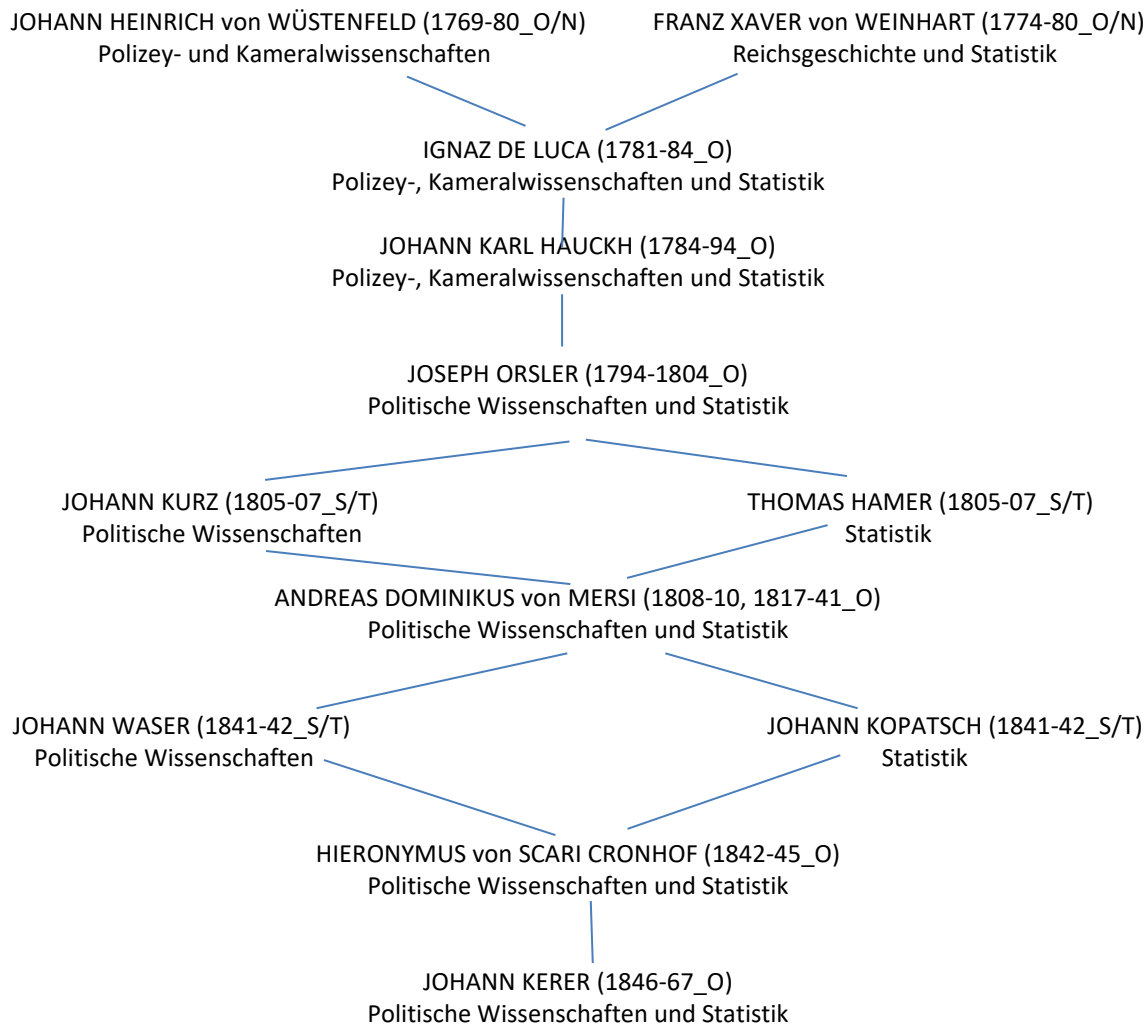 JOHANN HEINRICH von WÜSTENFELD (1769-80_O/N)
Polizey- und Kameralwissenschaften
FRANZ XAVER von WEINHART (1774-80_O/N)
Reichsgeschichte und Statistik
IGNAZ DE LUCA (1781-84_O)
Polizey-, Kameralwissenschaften und Statistik
JOHANN KARL HAUCKH (1784-94_O)
Polizey-, Kameralwissenschaften und Statistik
JOSEPH ORSLER (1794-1804_O)
Politische Wissenschaften und Statistik
JOHANN KURZ (1805-07_S/T)
Politische Wissenschaften
THOMAS HAMER (1805-07_S/T)
Statistik
ANDREAS DOMINIKUS von MERSI (1808-10, 1817-41_O)
Politische Wissenschaften und Statistik
JOHANN WASER (1841-42_S/T)
Politische Wissenschaften
JOHANN KOPATSCH (1841-42_S/T)
Statistik
HIERONYMUS von SCARI CRONHOF (1842-45_O)
Politische Wissenschaften und Statistik
JOHANN KERER (1846-67_O)
Politische Wissenschaften und Statistik